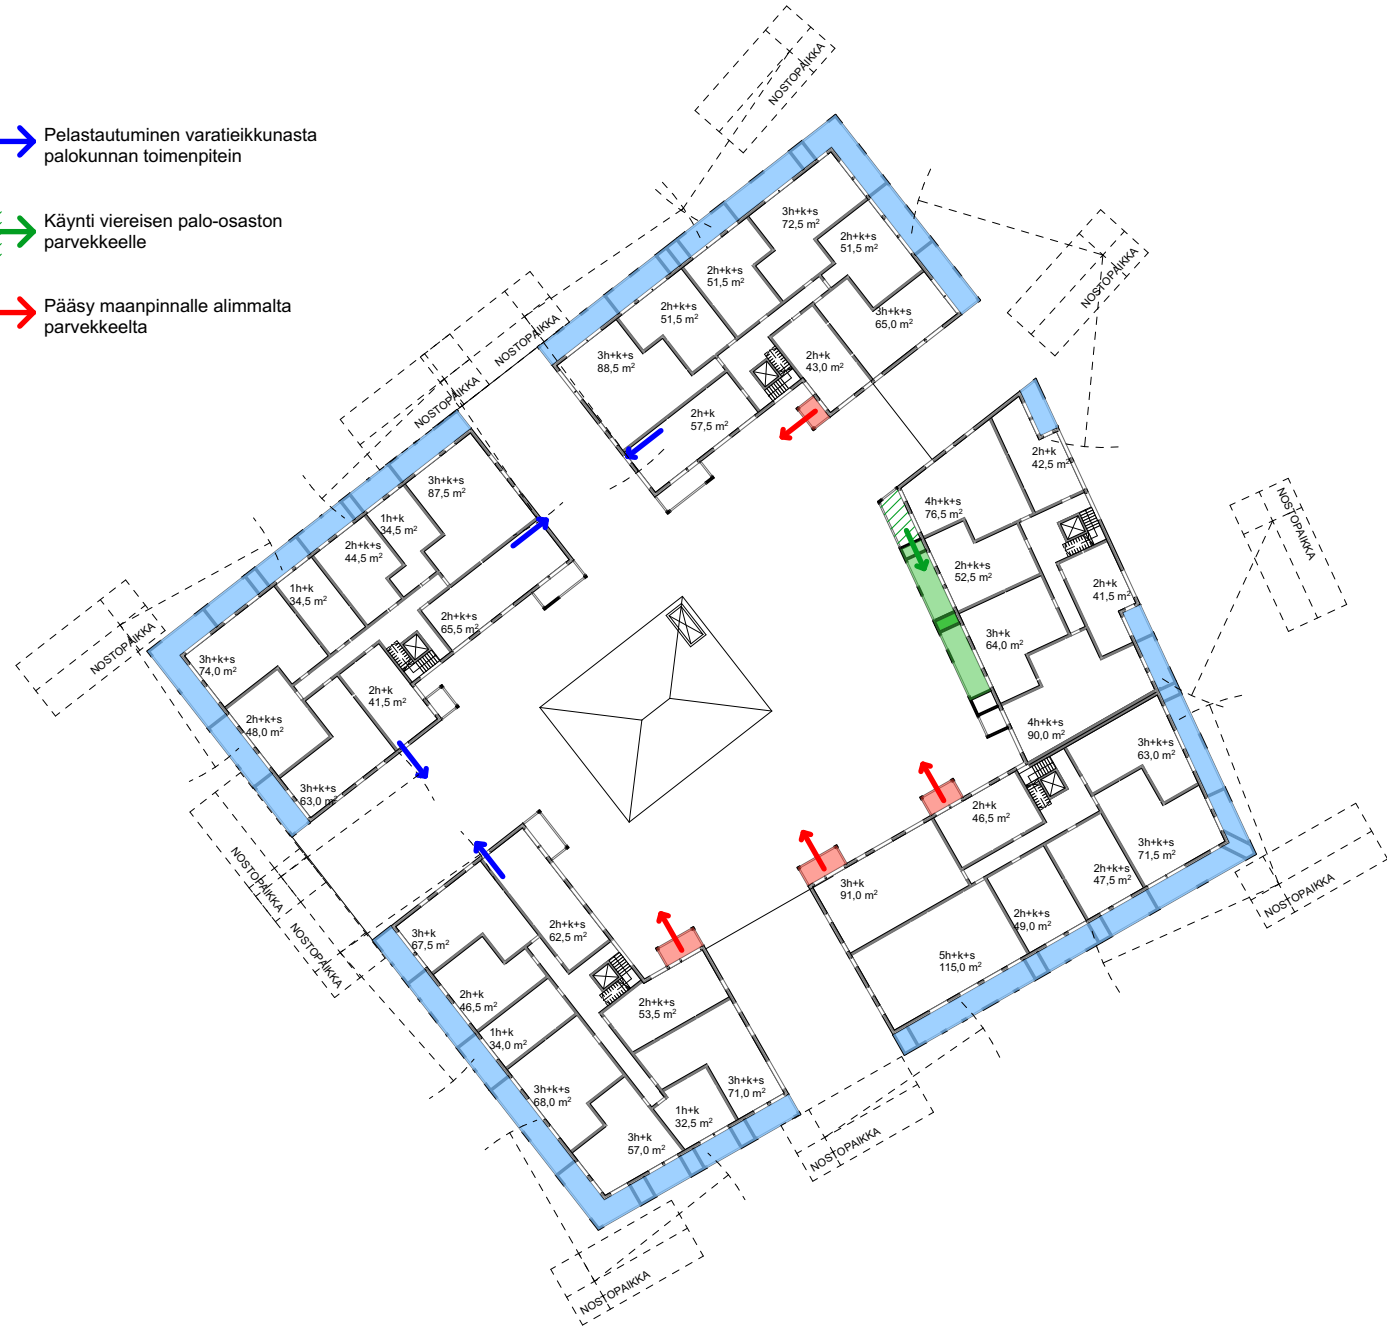 Pelastautuminen varatieikkunasta
palokunnan toimenpitein
Käynti viereisen palo-osaston
parvekkeelle
Pääsy maanpinnalle alimmalta
parvekkeelta
NOSTOPAIKKA
3h+k+s
72,5 m²
2h+k+s
51,5 m²
2h+k+s
51,5 m²
2h+k+s
51,5 m²
3h+k+s
65,0 m²
3h+k+s
88,5 m²
2h+k
43,0 m²
2h+k
57,5 m²
NOSTOPAIKKA
NOSTOPAIKKA
NOSTOPAIKKA
3h+k+s
87,5 m²
1h+k
34,5 m²
2h+k+s
44,5 m²
1h+k
34,5 m²
2h+k+s
65,5 m²
3h+k+s
74,0 m²
2h+k
41,5 m²
2h+k+s
48,0 m²
3h+k+s
63,0 m²
NOSTOPAIKKA
2h+k
42,5 m²
4h+k+s
76,5 m²
2h+k+s
52,5 m²
2h+k
41,5 m²
3h+k
64,0 m²
4h+k+s
90,0 m²
NOSTOPAIKKA
3h+k+s
63,0 m²
2h+k
46,5 m²
3h+k+s
71,5 m²
2h+k+s
47,5 m²
3h+k
91,0 m²
2h+k+s
49,0 m²
5h+k+s
115,0 m²
NOSTOPAIKKA
NOSTOPAIKKA
NOSTOPAIKKA
3h+k
67,5 m²
2h+k+s
62,5 m²
2h+k
46,5 m²
2h+k+s
53,5 m²
1h+k
34,0 m²
3h+k+s
68,0 m²
3h+k+s
71,0 m²
1h+k
32,5 m²
3h+k
57,0 m²
NOSTOPAIKKA
NOSTOPAIKKA